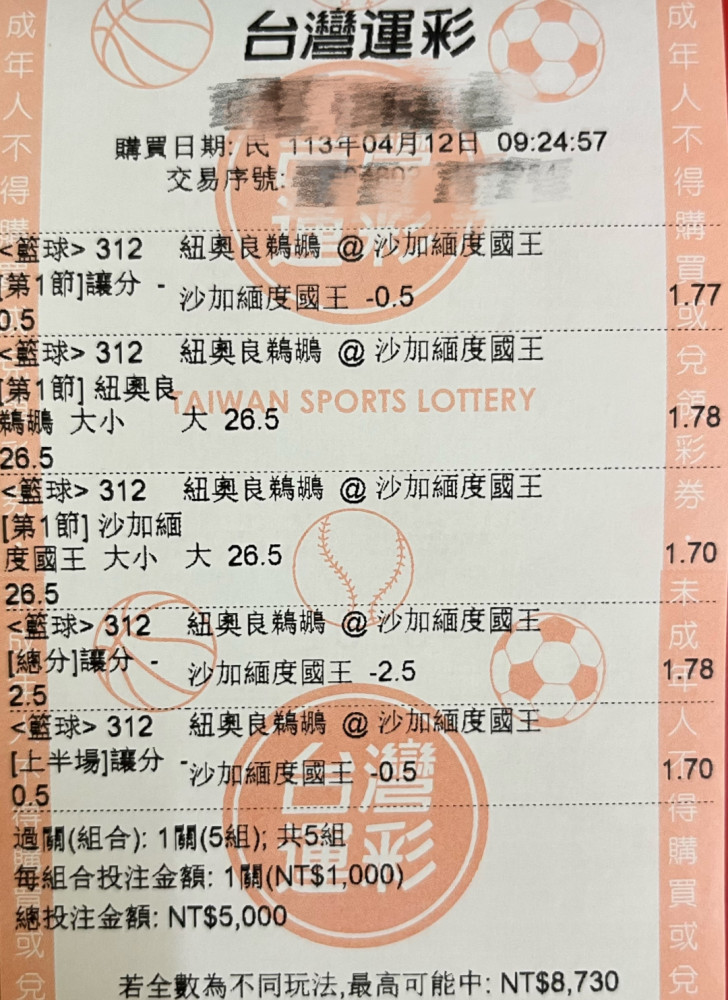 台灣運彩
購買日期: 民 113年04月12日 09:24:57
交易序號:
<籃球> 312 紐奧良鵜鶘 @ 沙加緬度國王
[第1節]讓分 - 沙加緬度國王 -0.5 1.77
0.5
<籃球> 312 紐奧良鵜鶘 @ 沙加緬度國王
[第1節] 紐奧良
鵜鶘 大小 大 26.5 1.78
26.5
TAIWAN SPORTS LOTTERY
<籃球> 312 紐奧良鵜鶘 @ 沙加緬度國王
[第1節] 沙加緬
度國王 大小 大 26.5 1.70
26.5
<籃球> 312 紐奧良鵜鶘 @ 沙加緬度國王
[總分]讓分 - 沙加緬度國王 -2.5 1.78
2.5
<籃球> 312 紐奧良鵜鶘 @ 沙加緬度國王
[上半場]讓分 - 沙加緬度國王 -0.5 1.70
0.5
過關(組合): 1關(5組); 共5組
每組合投注金額: 1關(NT$1,000)
總投注金額: NT$5,000
若全數為不同玩法,最高可能中: NT$8,730
台灣運彩
運彩
成年人不得購買或兌
成年人不得購買或兌領彩券・未成年人不得購買或兌